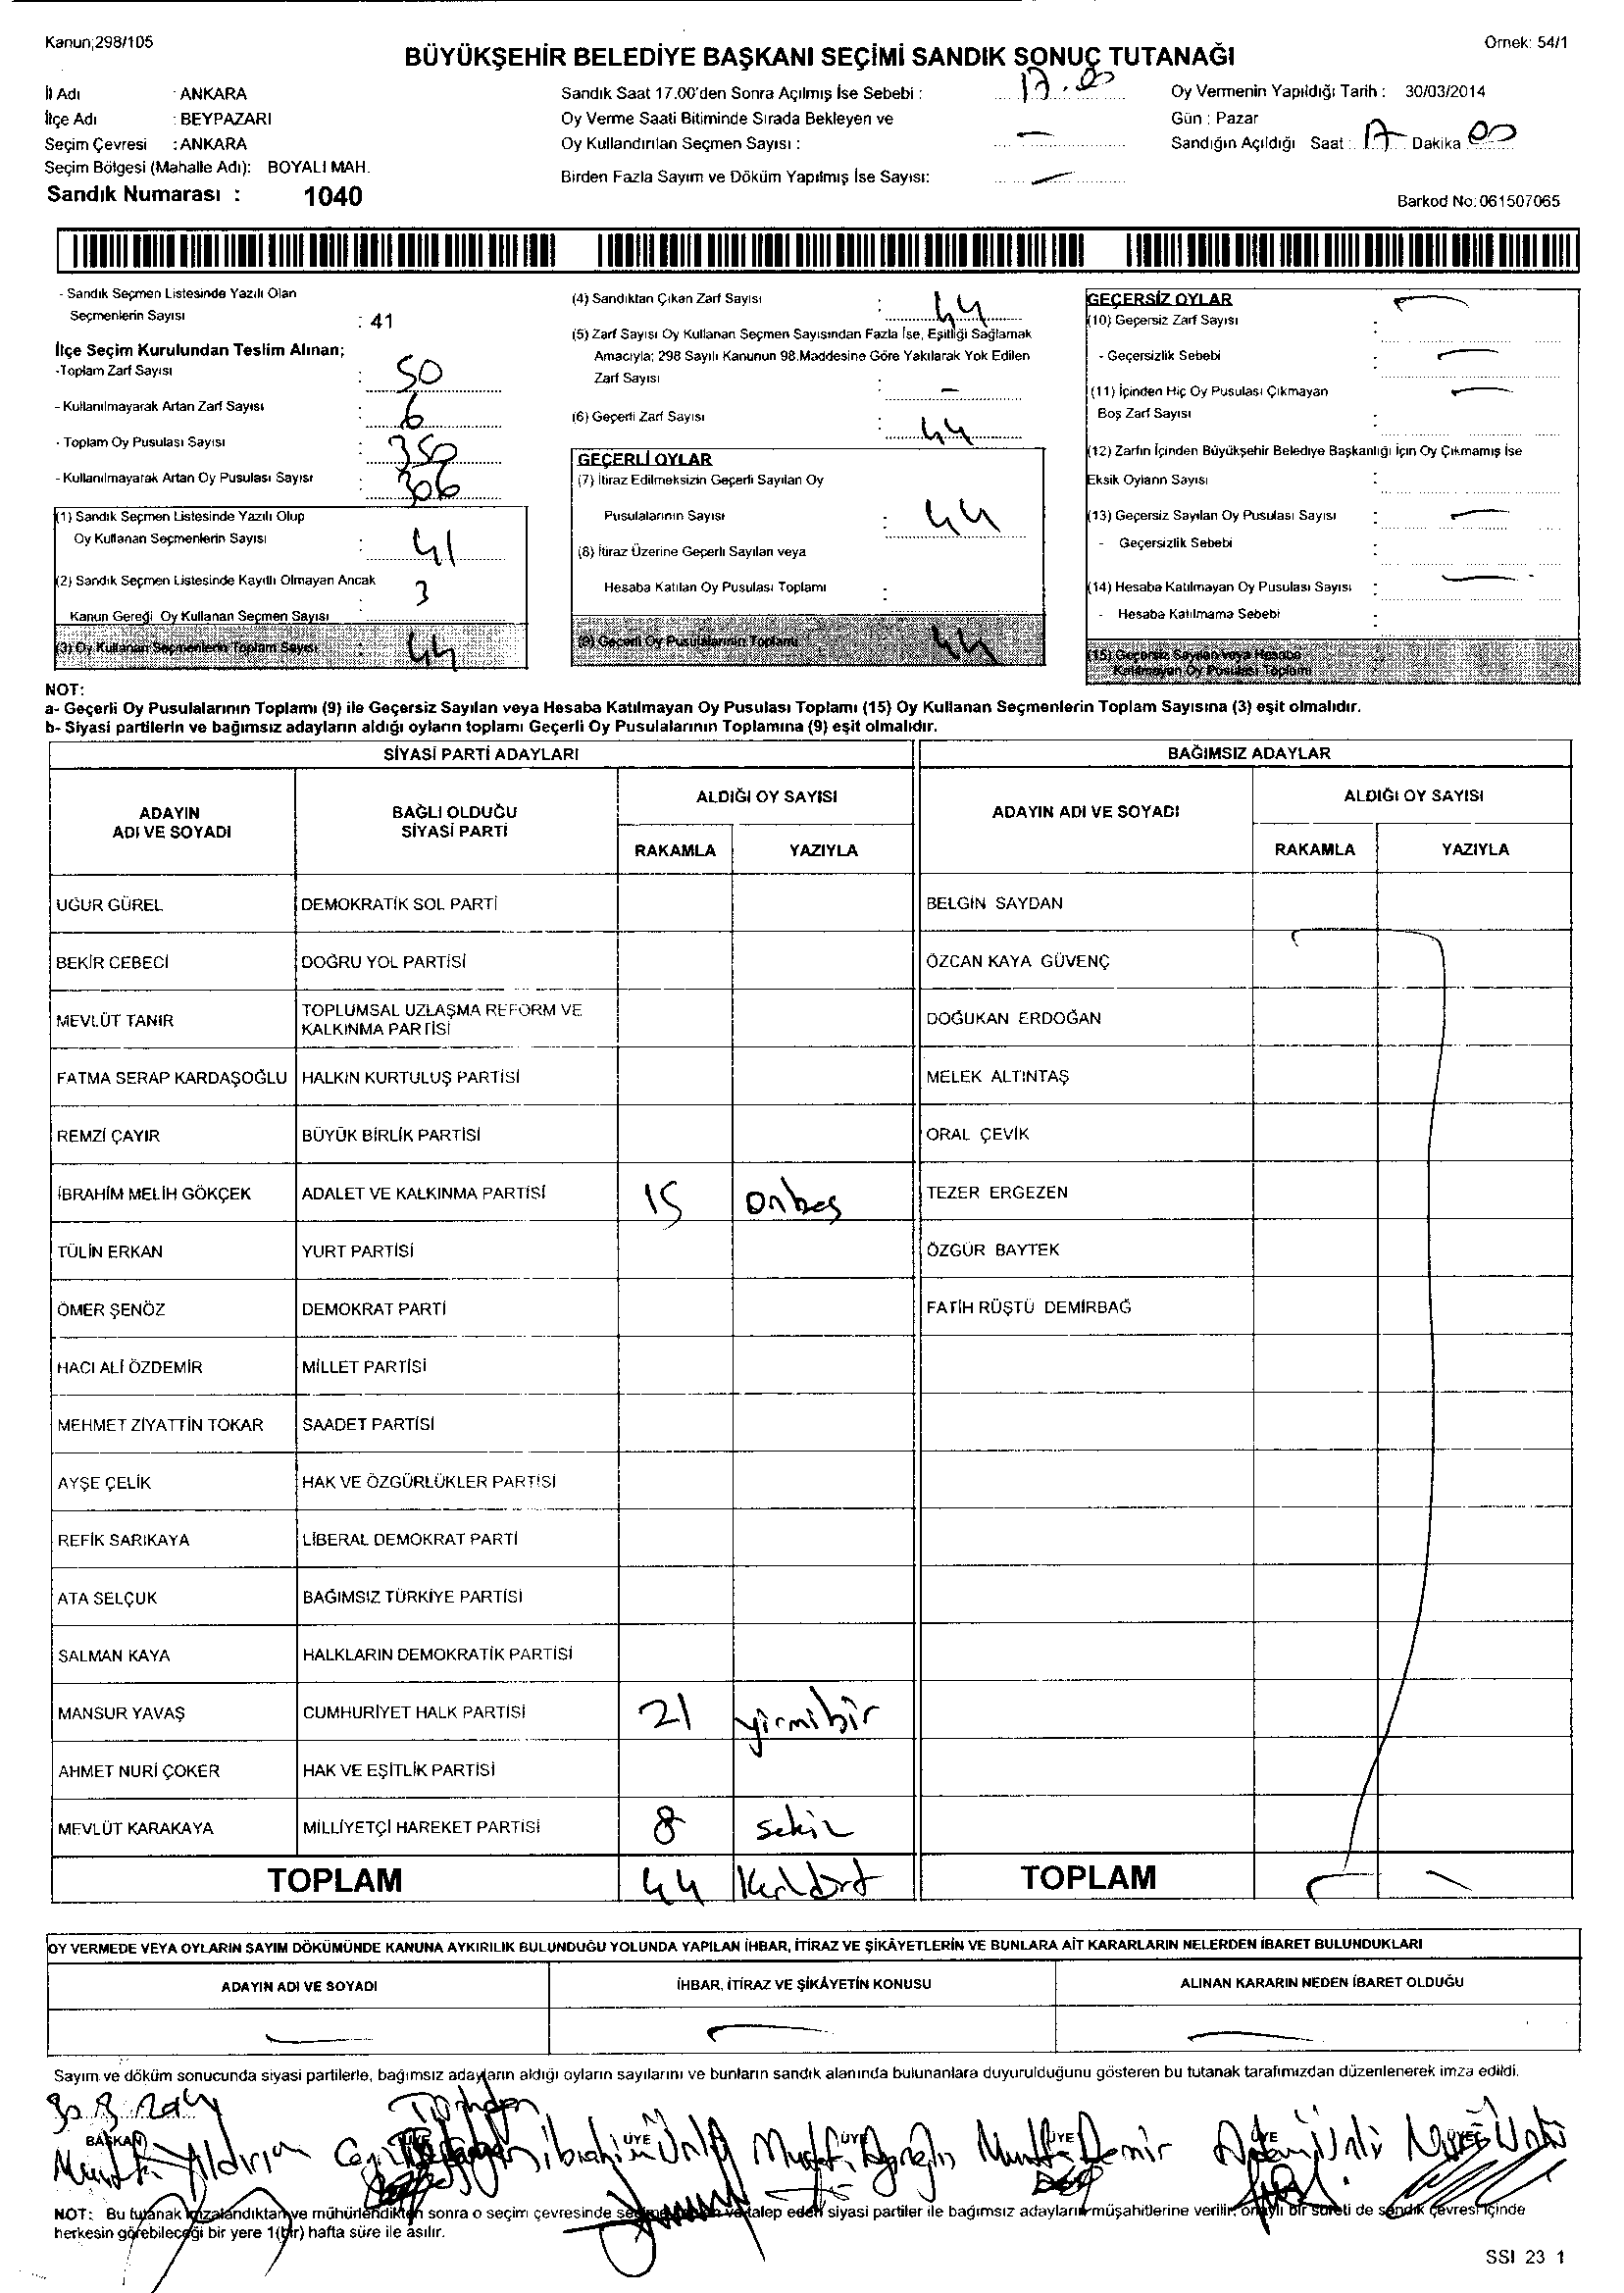 Kanun;298/105
Örnek: 54/1
BÜYÜKŞEHİR BELEDİYE BAŞKANI SEÇİMİ SANDIK SONUÇ TUTANAĞI
İl Adı : ANKARA
İlçe Adı : BEYPAZARI
Seçim Çevresi : ANKARA
Seçim Bölgesi (Mahalle Adı): BOYALI MAH.
Sandık Numarası : 1040
Sandık Saat 17.00'den Sonra Açılmış İse Sebebi : 17.00
Oy Verme Saati Bitiminde Sırada Bekleyen ve
Oy Kullandırılan Seçmen Sayısı : —
Birden Fazla Sayım ve Döküm Yapılmış İse Sayısı: —
Oy Vermenin Yapıldığı Tarih : 30/03/2014
Gün : Pazar
Sandığın Açıldığı Saat : 17 Dakika 00
Barkod No: 061507065
- Sandık Seçmen Listesinde Yazılı Olan
Seçmenlerin Sayısı : 41
İlçe Seçim Kurulundan Teslim Alınan;
-Toplam Zarf Sayısı : 50
- Kullanılmayarak Artan Zarf Sayısı : 6
- Toplam Oy Pusulası Sayısı : 350
- Kullanılmayarak Artan Oy Pusulası Sayısı : 306
(1) Sandık Seçmen Listesinde Yazılı Olup
Oy Kullanan Seçmenlerin Sayısı : 41
(2) Sandık Seçmen Listesinde Kayıtlı Olmayan Ancak
Kanun Gereği Oy Kullanan Seçmen Sayısı : 3
(3) Oy Kullanan Seçmenlerin Toplam Sayısı : 44
(4) Sandıktan Çıkan Zarf Sayısı : 44
(5) Zarf Sayısı Oy Kullanan Seçmen Sayısından Fazla İse, Eşitliği Sağlamak
Amacıyla; 298 Sayılı Kanunun 98.Maddesine Göre Yakılarak Yok Edilen
Zarf Sayısı : —
(6) Geçerli Zarf Sayısı : 44
GEÇERLİ OYLAR
(7) İtiraz Edilmeksizin Geçerli Sayılan Oy
Pusulalarının Sayısı : 44
(8) İtiraz Üzerine Geçerli Sayılan veya
Hesaba Katılan Oy Pusulası Toplamı :
(9) Geçerli Oy Pusulalarının Toplamı 44
GEÇERSİZ OYLAR
(10) Geçersiz Zarf Sayısı : —
- Geçersizlik Sebebi : —
(11) İçinden Hiç Oy Pusulası Çıkmayan —
Boş Zarf Sayısı :
(12) Zarfın İçinden Büyükşehir Belediye Başkanlığı İçin Oy Çıkmamış İse
Eksik Oyların Sayısı :
(13) Geçersiz Sayılan Oy Pusulası Sayısı : —
- Geçersizlik Sebebi :
(14) Hesaba Katılmayan Oy Pusulası Sayısı : —
- Hesaba Katılmama Sebebi :
(15) Geçersiz Sayılan veya Hesaba
Katılmayan Oy Pusulası Toplamı
NOT:
a- Geçerli Oy Pusulalarının Toplamı (9) ile Geçersiz Sayılan veya Hesaba Katılmayan Oy Pusulası Toplamı (15) Oy Kullanan Seçmenlerin Toplam Sayısına (3) eşit olmalıdır.
b- Siyasi partilerin ve bağımsız adayların aldığı oyların toplamı Geçerli Oy Pusulalarının Toplamına (9) eşit olmalıdır.
SİYASİ PARTİ ADAYLARI
ADAYIN ADI VE SOYADI
BAĞLI OLDUĞU SİYASİ PARTİ
ALDIĞI OY SAYISI
RAKAMLA YAZIYLA
UĞUR GÜREL DEMOKRATİK SOL PARTİ
BEKİR CEBECİ DOĞRU YOL PARTİSİ
MEVLÜT TANIR TOPLUMSAL UZLAŞMA REFORM VE KALKINMA PARTİSİ
FATMA SERAP KARDAŞOĞLU HALKIN KURTULUŞ PARTİSİ
REMZİ ÇAYIR BÜYÜK BİRLİK PARTİSİ
İBRAHİM MELİH GÖKÇEK ADALET VE KALKINMA PARTİSİ 15 onbeş
TÜLİN ERKAN YURT PARTİSİ
ÖMER ŞENÖZ DEMOKRAT PARTİ
HACI ALİ ÖZDEMİR MİLLET PARTİSİ
MEHMET ZİYATTİN TOKAR SAADET PARTİSİ
AYŞE ÇELİK HAK VE ÖZGÜRLÜKLER PARTİSİ
REFİK SARIKAYA LİBERAL DEMOKRAT PARTİ
ATA SELÇUK BAĞIMSIZ TÜRKİYE PARTİSİ
SALMAN KAYA HALKLARIN DEMOKRATİK PARTİSİ
MANSUR YAVAŞ CUMHURİYET HALK PARTİSİ 21 yirmibir
AHMET NURİ ÇOKER HAK VE EŞİTLİK PARTİSİ
MEVLÜT KARAKAYA MİLLİYETÇİ HAREKET PARTİSİ 8 sekiz
TOPLAM 44
BAĞIMSIZ ADAYLAR
ADAYIN ADI VE SOYADI
ALDIĞI OY SAYISI
RAKAMLA YAZIYLA
BELGİN SAYDAN
ÖZCAN KAYA GÜVENÇ
DOĞUKAN ERDOĞAN
MELEK ALTINTAŞ
ORAL ÇEVİK
TEZER ERGEZEN
ÖZGÜR BAYTEK
FATİH RÜŞTÜ DEMİRBAĞ
TOPLAM — —
OY VERMEDE VEYA OYLARIN SAYIM DÖKÜMÜNDE KANUNA AYKIRILIK BULUNDUĞU YOLUNDA YAPILAN İHBAR, İTİRAZ VE ŞİKÂYETLERİN VE BUNLARA AİT KARARLARIN NELERDEN İBARET BULUNDUKLARI
ADAYIN ADI VE SOYADI İHBAR, İTİRAZ VE ŞİKÂYETİN KONUSU ALINAN KARARIN NEDEN İBARET OLDUĞU
— — —
Sayım ve döküm sonucunda siyasi partilerle, bağımsız adayların aldığı oyların sayılarını ve bunların sandık alanında bulunanlara duyurulduğunu gösteren bu tutanak tarafımızdan düzenlenerek imza edildi.
30.3.2014
BAŞKAN ÜYE ÜYE ÜYE ÜYE ÜYE ÜYE
Yıldırım İbrahim Ünlü Demir Adem Ünlü Ünlü
NOT: Bu tutanak imzalandıktan ve mühürlendikten sonra o seçim çevresinde talep eden siyasi partiler ile bağımsız adayların müşahitlerine verilir, onaylı bir sureti de sandık çevresi içinde
herkesin görebileceği bir yere 1(bir) hafta süre ile asılır.
SSI 23 1